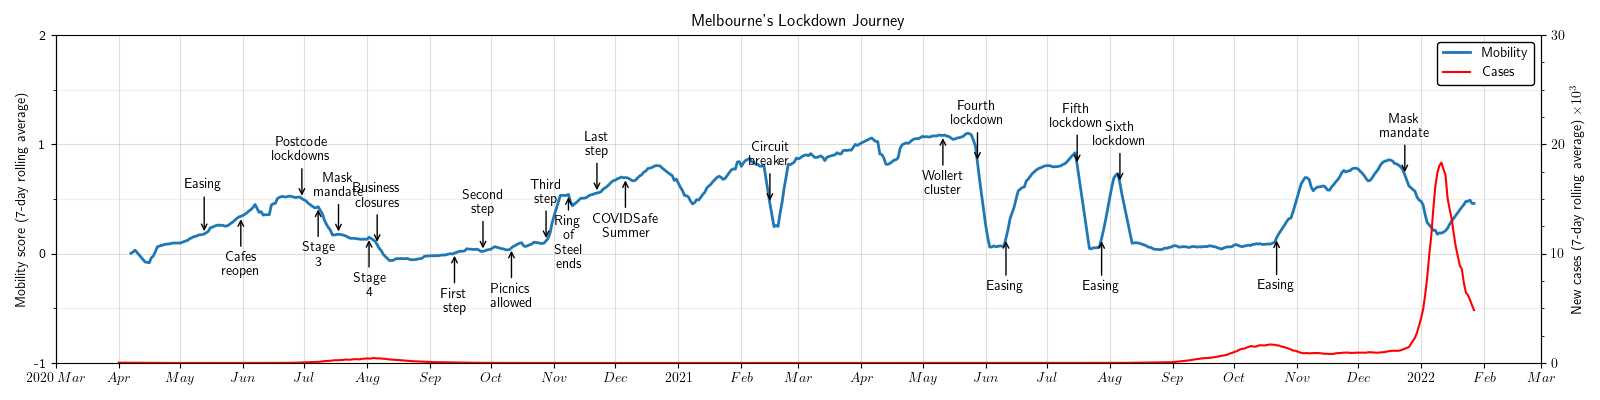 Melbourne's Lockdown Journey
Mobility score (7-day rolling average)
2
1
0
-1
New cases (7-day rolling average) ×10³
30
20
10
0
Mobility
Cases
Easing
Cafes
reopen
Postcode
lockdowns
Stage
3
Mask
mandate
Stage
4
Business
closures
First
step
Second
step
Picnics
allowed
Third
step
Ring
of
Steel
ends
Last
step
COVIDSafe
Summer
Circuit
breaker
Wollert
cluster
Fourth
lockdown
Easing
Fifth
lockdown
Easing
Sixth
lockdown
Easing
Mask
mandate
2020 Mar Apr May Jun Jul Aug Sep Oct Nov Dec 2021 Feb Mar Apr May Jun Jul Aug Sep Oct Nov Dec 2022 Feb Mar